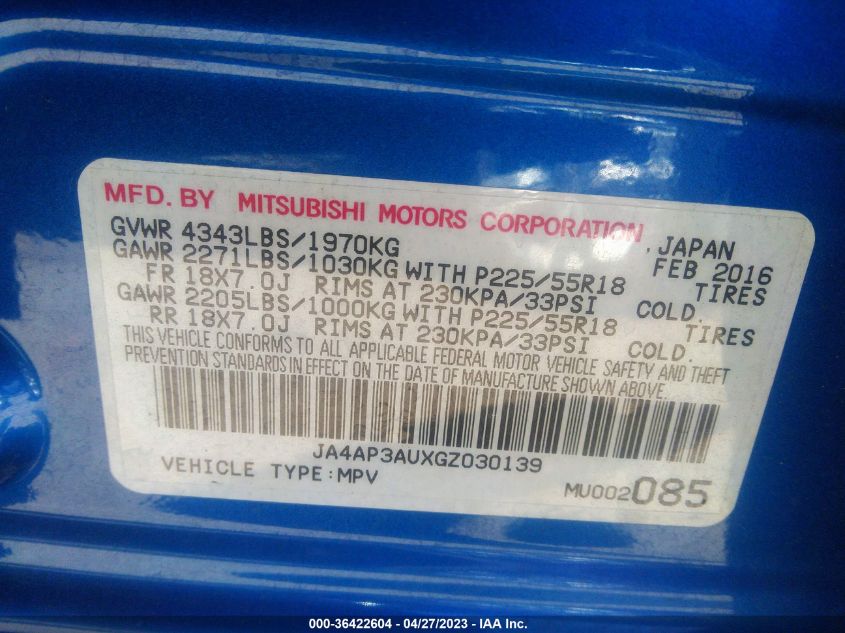 MFD. BY MITSUBISHI MOTORS CORPORATION, JAPAN
GVWR 4343LBS/1970KG FEB 2016
GAWR 2271LBS/1030KG WITH P225/55R18 TIRES
FR 18X7.0J RIMS AT 230KPA/33PSI COLD.
GAWR 2205LBS/1000KG WITH P225/55R18 TIRES
RR 18X7.0J RIMS AT 230KPA/33PSI COLD.
THIS VEHICLE CONFORMS TO ALL APPLICABLE FEDERAL MOTOR VEHICLE SAFETY AND THEFT
PREVENTION STANDARDS IN EFFECT ON THE DATE OF MANUFACTURE SHOWN ABOVE.
JA4AP3AUXGZ030139
VEHICLE TYPE:MPV MU002085
000-36422604 - 04/27/2023 - IAA Inc.